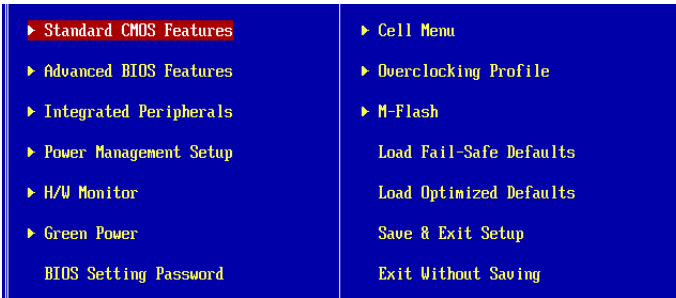 Standard CMOS Features
Advanced BIOS Features
Integrated Peripherals
Power Management Setup
H/W Monitor
Green Power
BIOS Setting Password
Cell Menu
Overclocking Profile
M-Flash
Load Fail-Safe Defaults
Load Optimized Defaults
Save & Exit Setup
Exit Without Saving